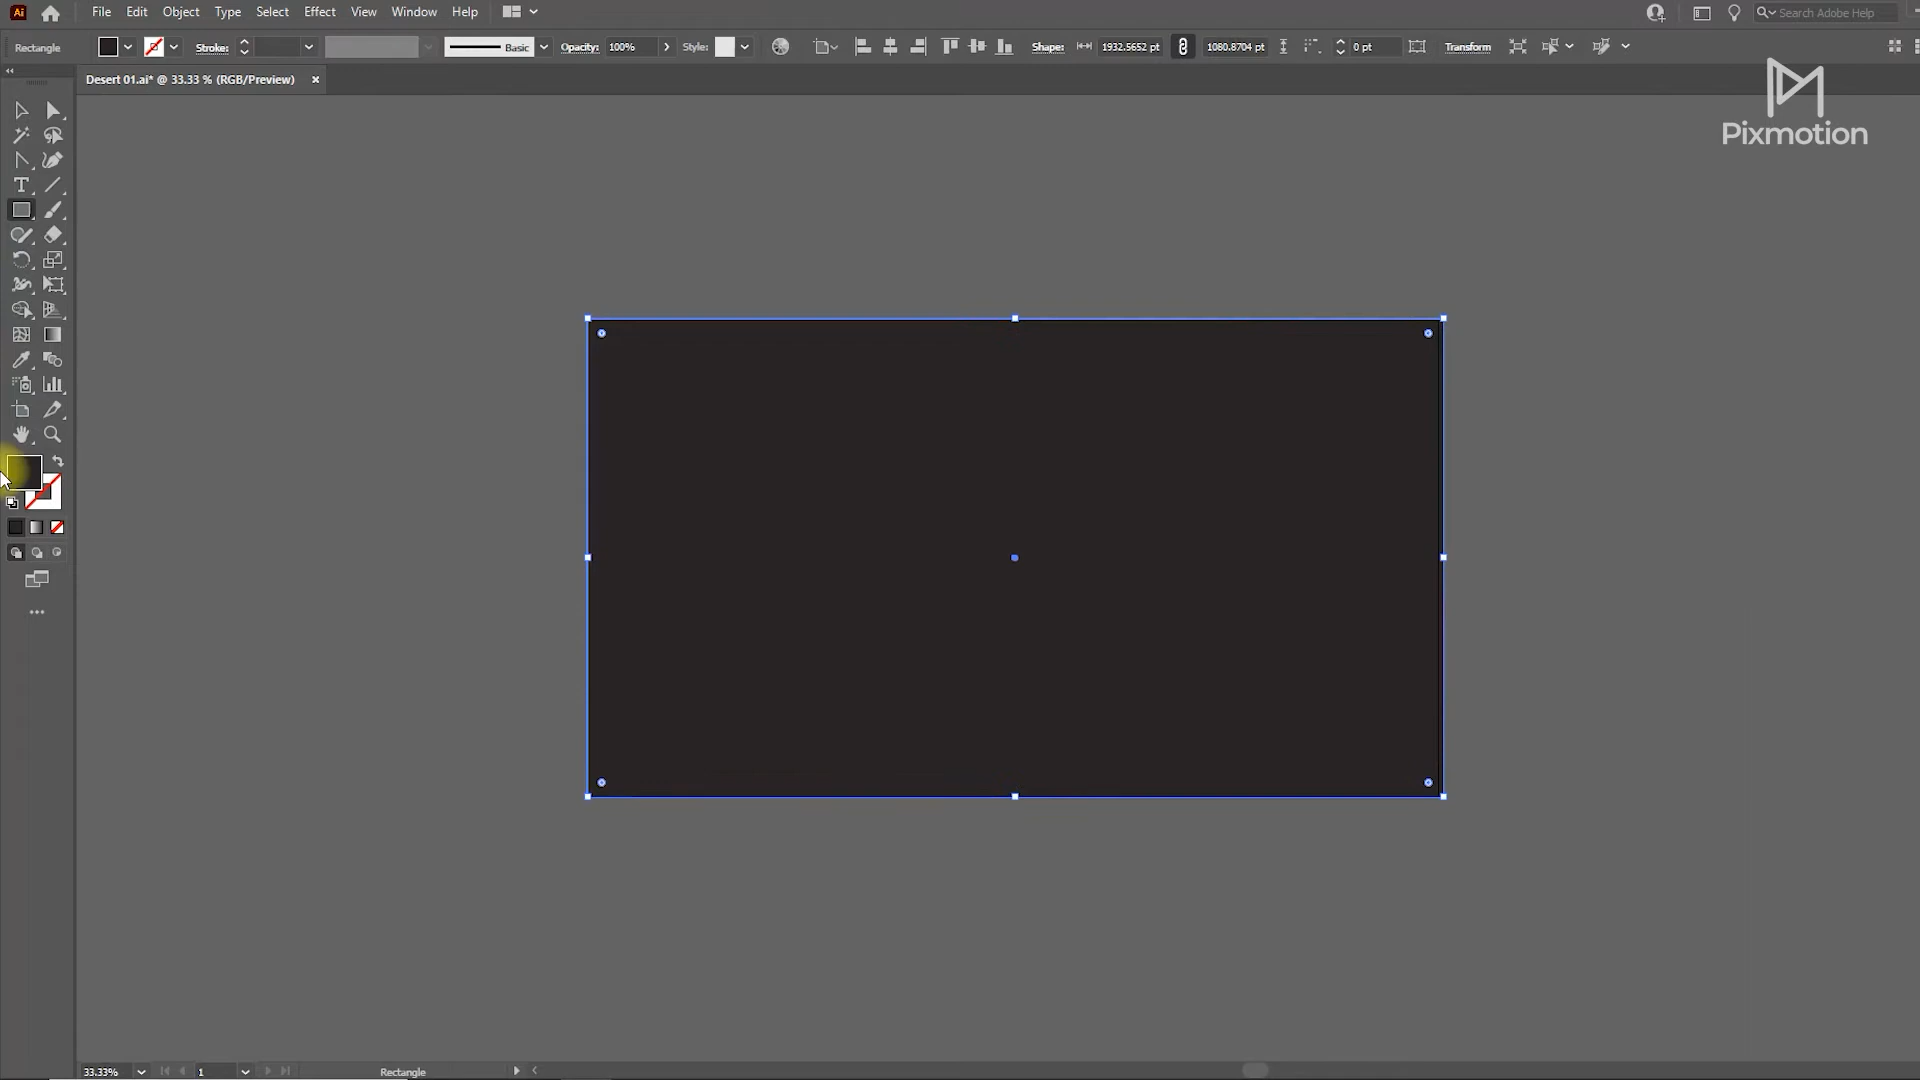 Ai File Edit Object Type Select Effect View Window Help Search Adobe Help
Rectangle Stroke: Basic Opacity: 100% Style: Shape: 1932.5652 pt 1080.8704 pt 0 pt Transform
Desert 01.ai* @ 33.33 % (RGB/Preview) ×
Pixmotion
33.33% 1 Rectangle